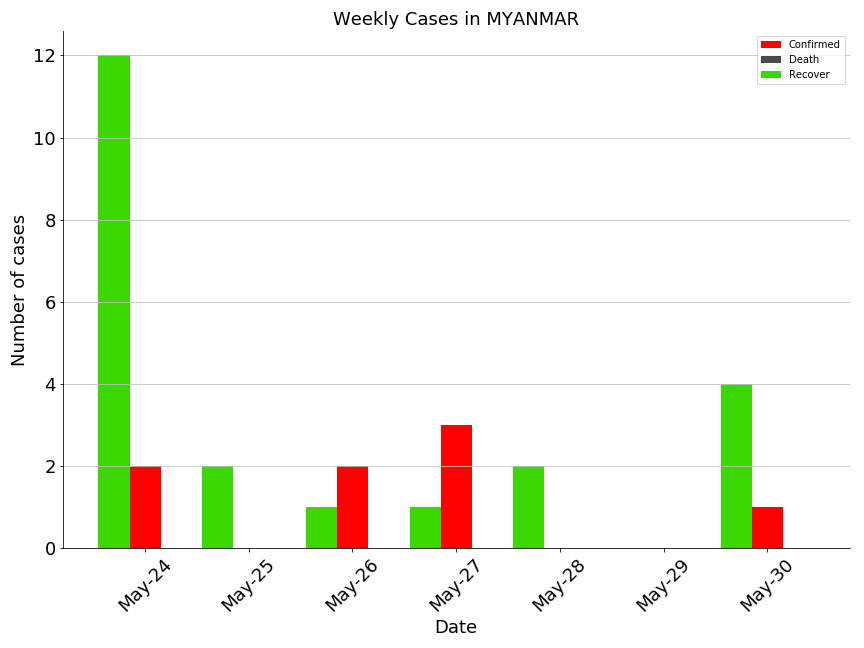 Weekly Cases in MYANMAR
Confirmed
Death
Recover
12
10
8
6
4
2
0
Number of cases
May-24
May-25
May-26
May-27
May-28
May-29
May-30
Date